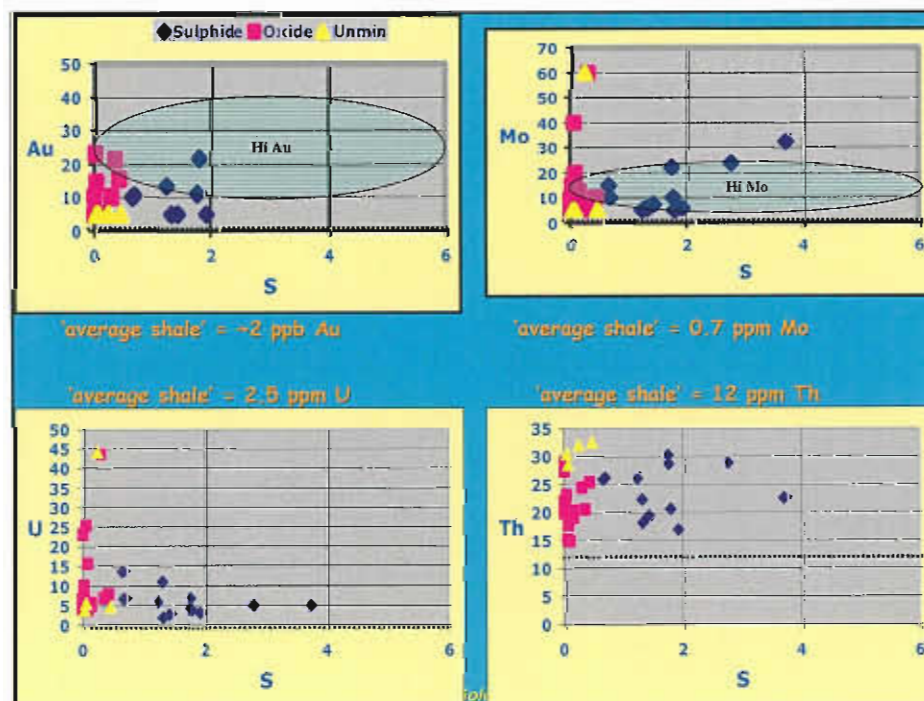 Sulphide Oxide Unmin
50
40
30
20
10
0
Au
Hi Au
0 2 4 6
S
70
60
50
40
30
20
10
0
Mo
Hi Mo
0 2 4 6
S
'average shale' = ~2 ppb Au
'average shale' = 0.7 ppm Mo
'average shale' = 2.5 ppm U
'average shale' = 12 ppm Th
50
45
40
35
30
25
20
15
10
5
0
U
0 2 4 6
S
35
30
25
20
15
10
5
0
Th
0 2 4 6
S